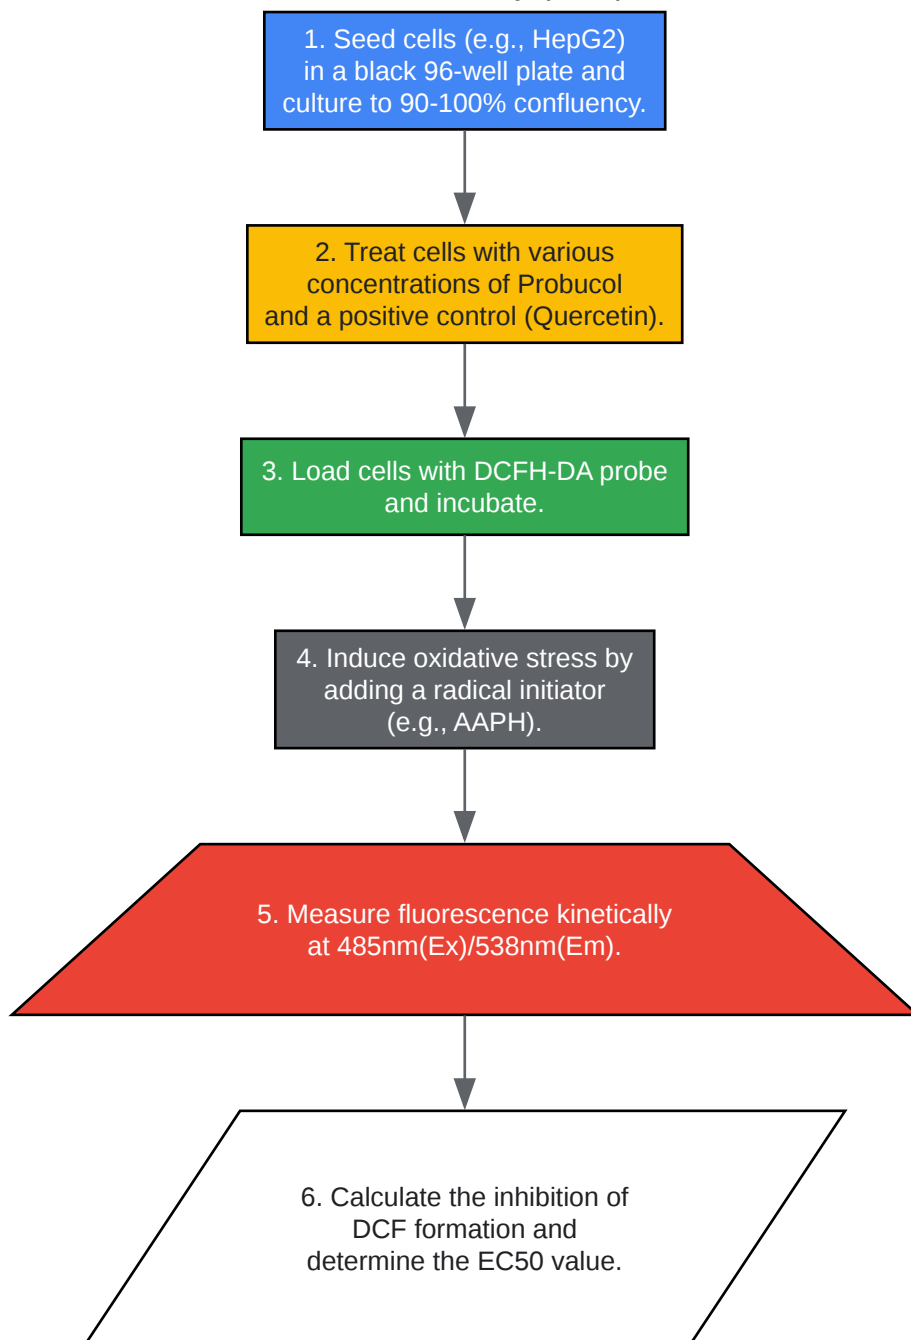 1. Seed cells (e.g., HepG2)
in a black 96-well plate and
culture to 90-100% confluency.
2. Treat cells with various
concentrations of Probucol
and a positive control (Quercetin).
3. Load cells with DCFH-DA probe
and incubate.
4. Induce oxidative stress by
adding a radical initiator
(e.g., AAPH).
5. Measure fluorescence kinetically
at 485nm(Ex)/538nm(Em).
6. Calculate the inhibition of
DCF formation and
determine the EC50 value.